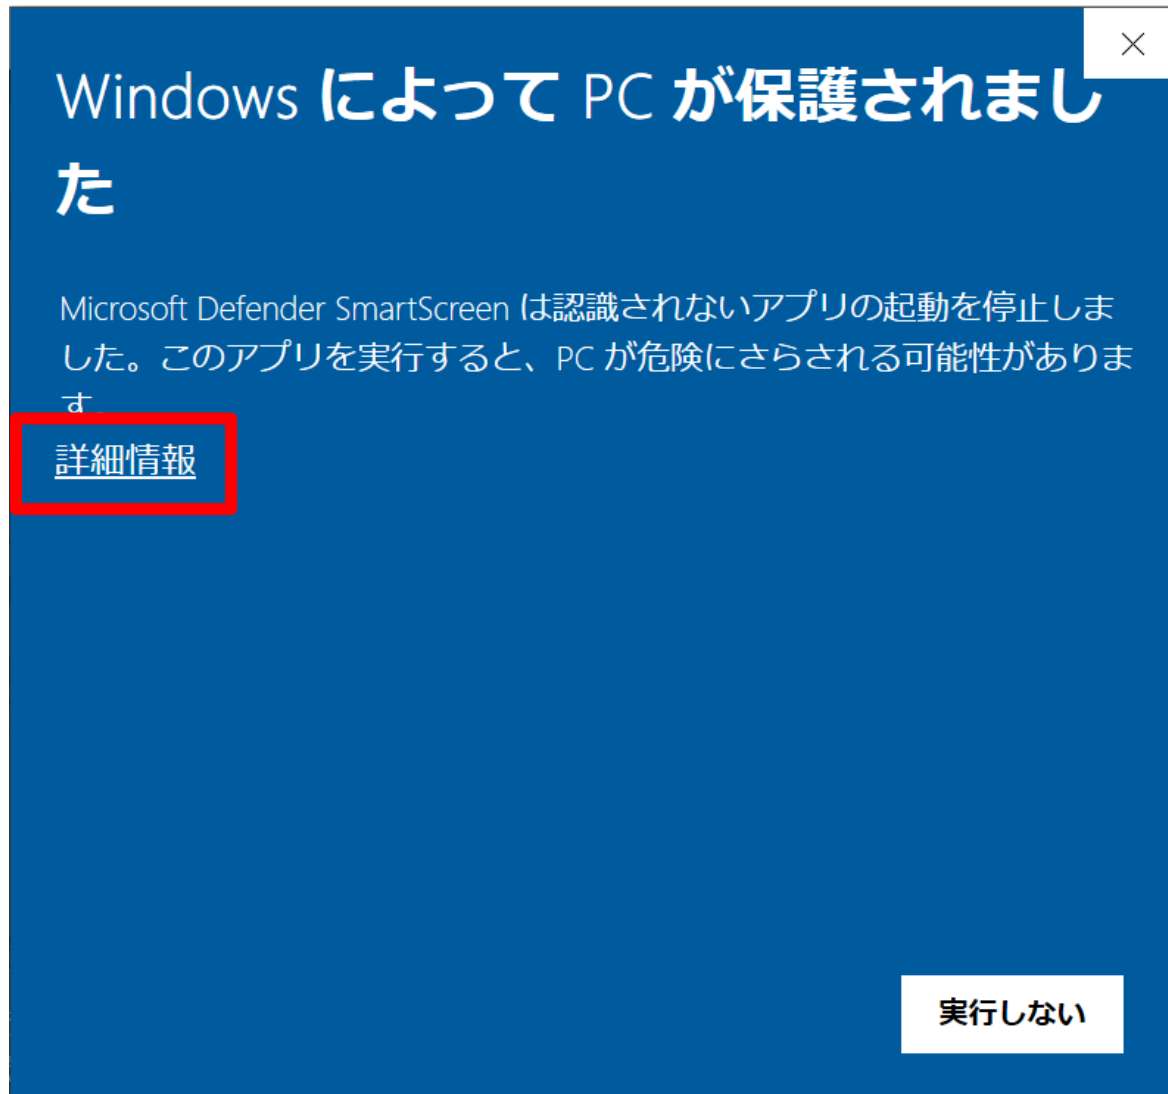 Windows によって PC が保護されまし
た
Microsoft Defender SmartScreen は認識されないアプリの起動を停止しま
した。このアプリを実行すると、PC が危険にさらされる可能性がありま
す。
詳細情報
実行しない